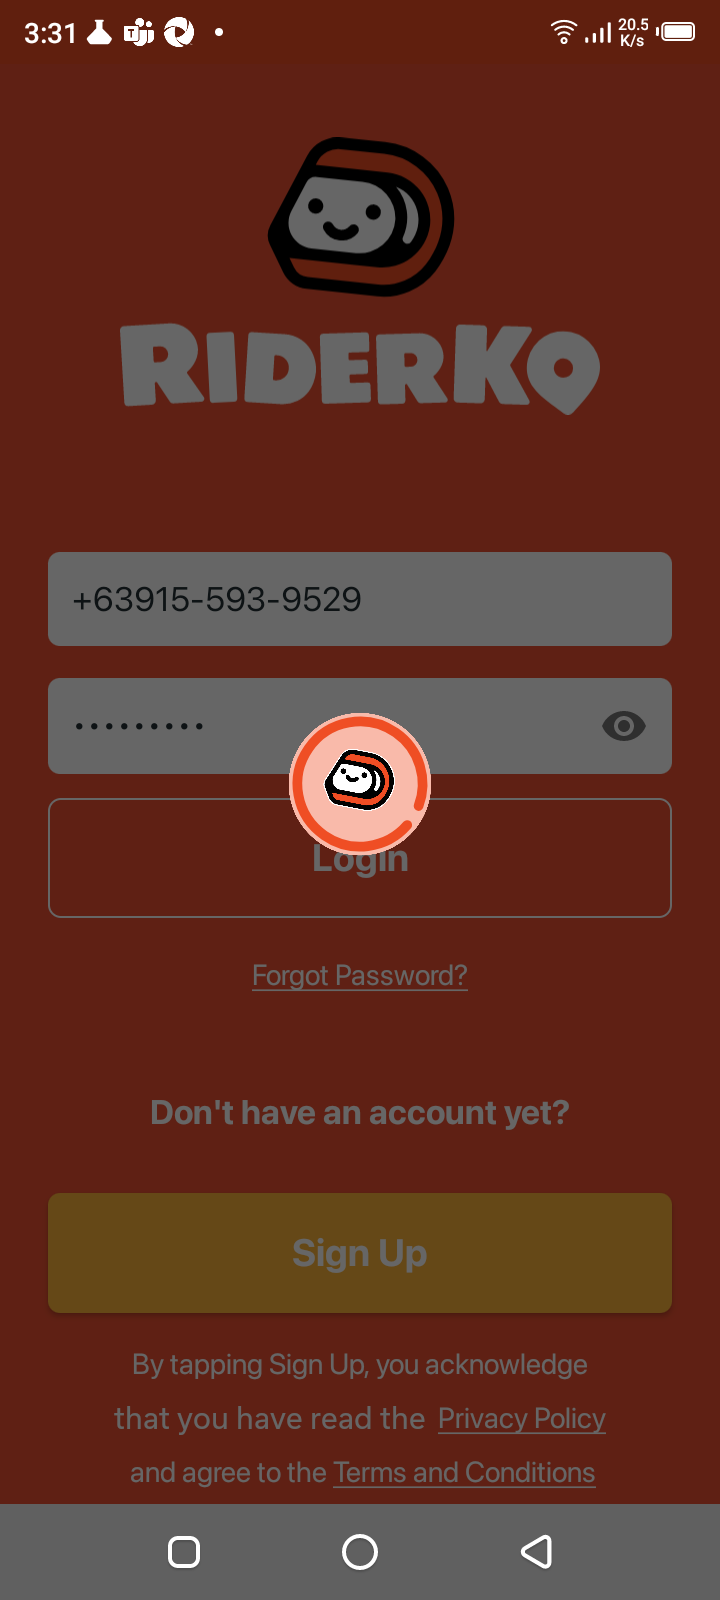 3:31
20.5
K/s
RIDERKO
+63915-593-9529
•••••••••
Login
Forgot Password?
Don't have an account yet?
Sign Up
By tapping Sign Up, you acknowledge
that you have read the Privacy Policy
and agree to the Terms and Conditions